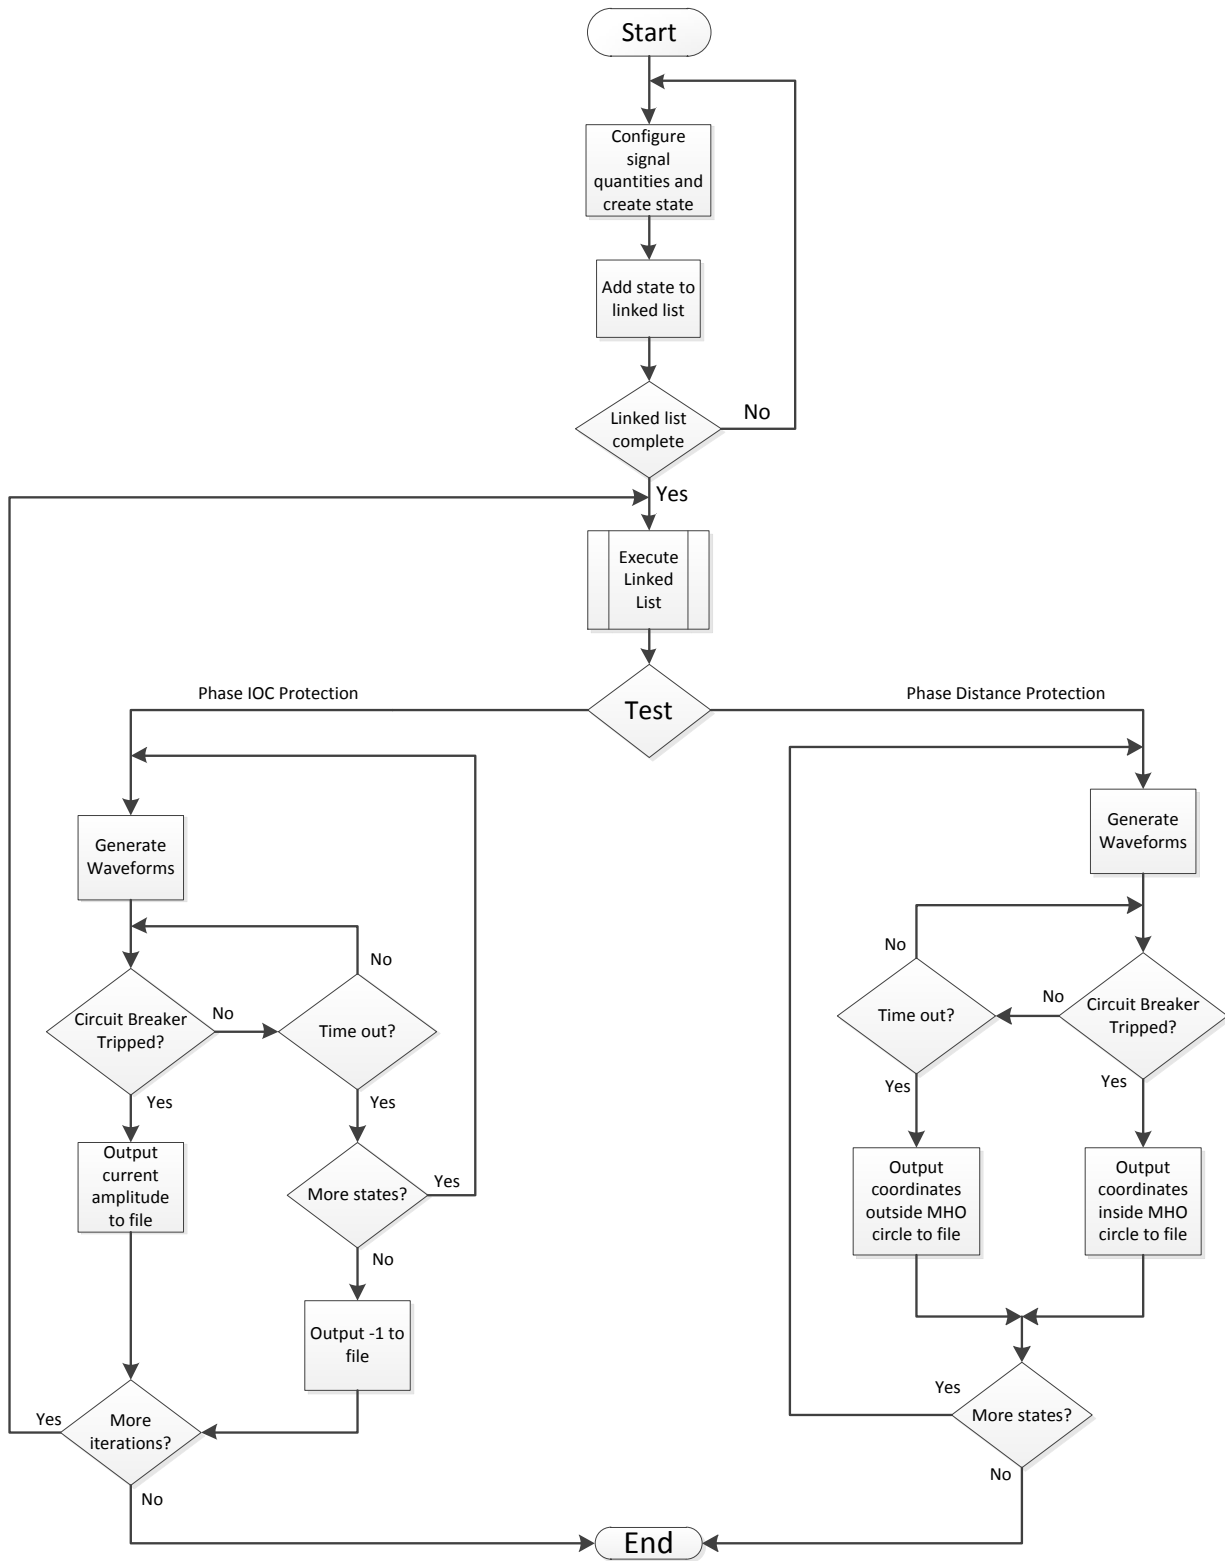 Start
Configure
signal
quantities and
create state
Add state to
linked list
Linked list
complete
No
Yes
Execute
Linked
List
Test
Phase IOC Protection
Phase Distance Protection
Generate
Waveforms
Circuit Breaker
Tripped?
No
Time out?
No
Yes
Yes
Output
current
amplitude
to file
More states?
Yes
No
Output -1 to
file
More
iterations?
Yes
No
Generate
Waveforms
No
Time out?
No
Circuit Breaker
Tripped?
Yes
Yes
Output
coordinates
outside MHO
circle to file
Output
coordinates
inside MHO
circle to file
Yes
More states?
No
End